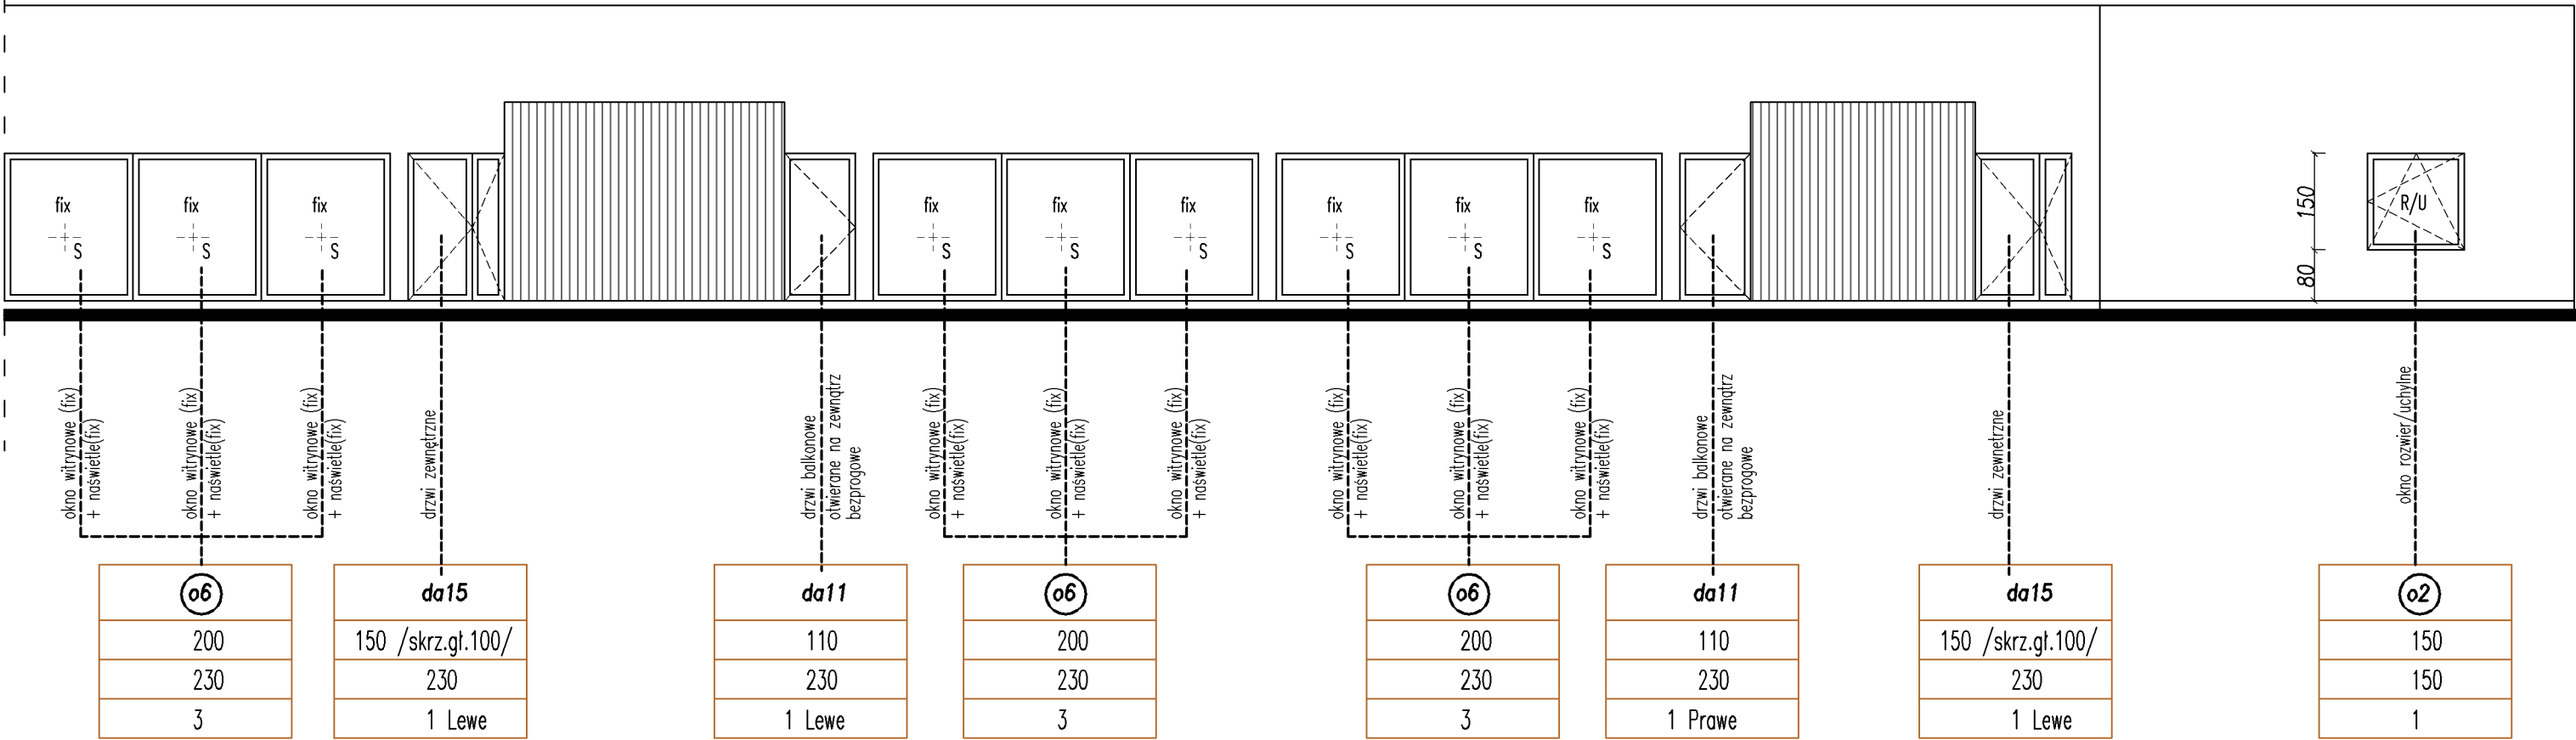 fix
S
fix
S
fix
S
fix
S
fix
S
fix
S
fix
S
fix
S
fix
S
R/U
150
80
okno witrynowe (fix)
+ naświetle(fix)
okno witrynowe (fix)
+ naświetle(fix)
okno witrynowe (fix)
+ naświetle(fix)
drzwi zewnętrzne
drzwi balkonowe
otwierane na zewnątrz
bezprogowe
okno witrynowe (fix)
+ naświetle(fix)
okno witrynowe (fix)
+ naświetle(fix)
okno witrynowe (fix)
+ naświetle(fix)
okno witrynowe (fix)
+ naświetle(fix)
okno witrynowe (fix)
+ naświetle(fix)
okno witrynowe (fix)
+ naświetle(fix)
drzwi balkonowe
otwierane na zewnątrz
bezprogowe
drzwi zewnetrzne
okno rozwier/uchylne
o6
200
230
3
da15
150 /skrz.gł.100/
230
1 Lewe
da11
110
230
1 Lewe
o6
200
230
3
o6
200
230
3
da11
110
230
1 Prawe
da15
150 /skrz.gł.100/
230
1 Lewe
o2
150
150
1